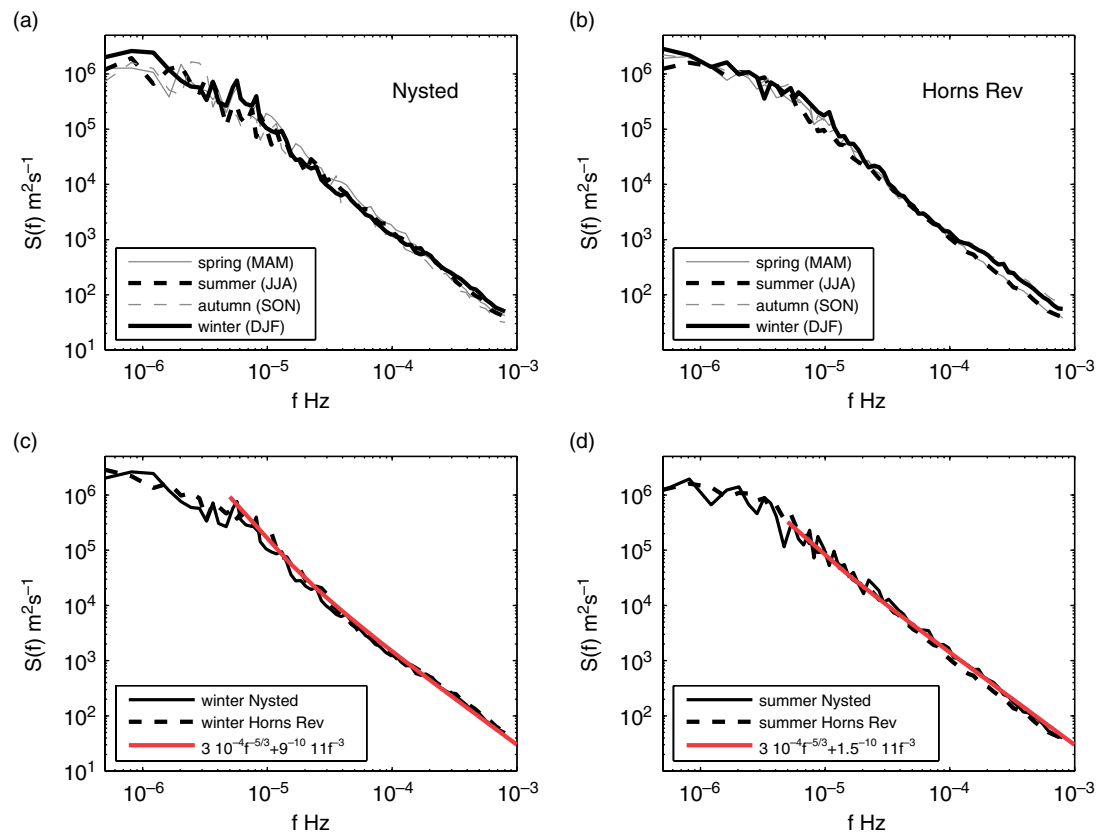 (a)
(b)
10⁶
10⁵
10⁴
10³
10²
10¹
S(f) m²s⁻¹
Nysted
spring (MAM)
summer (JJA)
autumn (SON)
winter (DJF)
10⁻⁶ 10⁻⁵ 10⁻⁴ 10⁻³
f Hz
10⁶
10⁵
10⁴
10³
10²
10¹
S(f) m²s⁻¹
Horns Rev
spring (MAM)
summer (JJA)
autumn (SON)
winter (DJF)
10⁻⁶ 10⁻⁵ 10⁻⁴ 10⁻³
f Hz
(c)
(d)
10⁶
10⁵
10⁴
10³
10²
10¹
S(f) m²s⁻¹
winter Nysted
winter Horns Rev
3 10⁻⁴f⁻⁵ᐟ³+9⁻¹⁰ 11f⁻³
10⁻⁶ 10⁻⁵ 10⁻⁴ 10⁻³
f Hz
10⁶
10⁵
10⁴
10³
10²
10¹
S(f) m²s⁻¹
summer Nysted
summer Horns Rev
3 10⁻⁴f⁻⁵ᐟ³+1.5⁻¹⁰ 11f⁻³
10⁻⁶ 10⁻⁵ 10⁻⁴ 10⁻³
f Hz